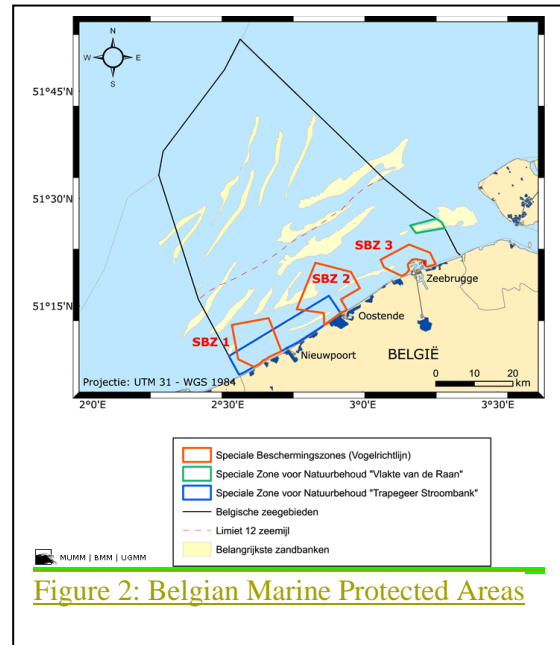 N
W E
S
51°45'N
51°30'N
51°15'N
SBZ 3
Zeebrugge
SBZ 2
Oostende
SBZ 1
Nieuwpoort
BELGIË
Projectie: UTM 31 - WGS 1984
0 10 20
km
2°0'E 2°30'E 3°0'E 3°30'E
Speciale Beschermingszones (Vogelrichtlijn)
Speciale Zone voor Natuurbehoud "Vlakte van de Raan"
Speciale Zone voor Natuurbehoud "Trapegeer Stroombank"
Belgische zeegebieden
Limiet 12 zeemijl
Belangrijkste zandbanken
MUMM | BMM | UGMM
Figure 2: Belgian Marine Protected Areas